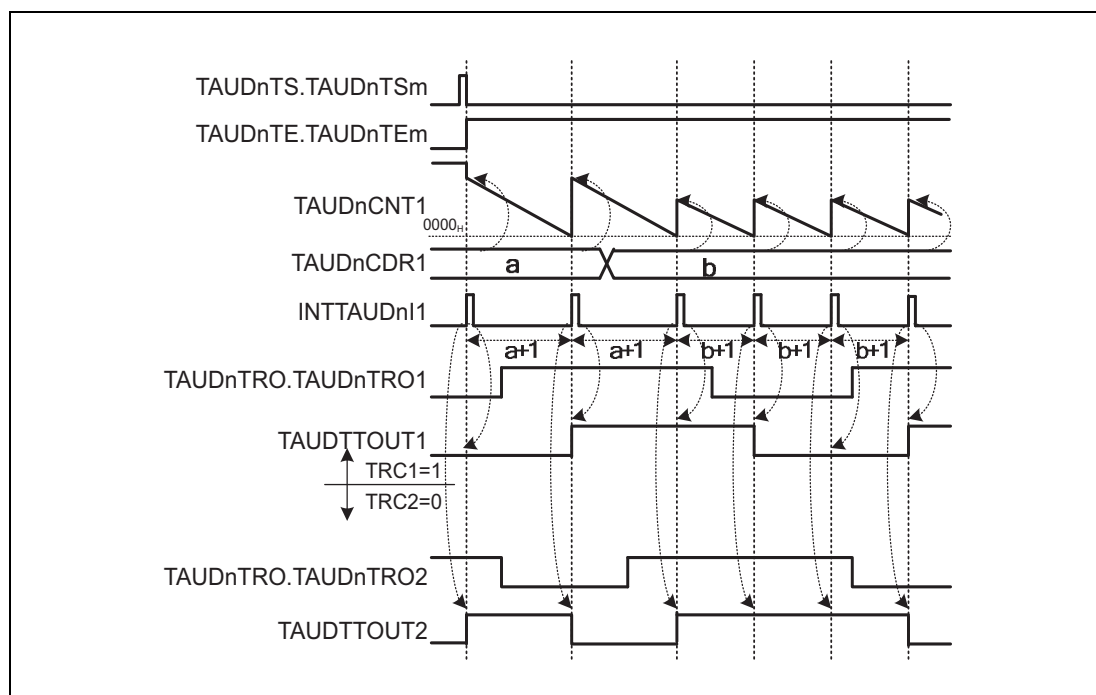 TAUDnTS.TAUDnTSm
TAUDnTE.TAUDnTEm
TAUDnCNT1
0000H
TAUDnCDR1
a
b
INTTAUDnI1
a+1
a+1
b+1
b+1
b+1
TAUDnTRO.TAUDnTRO1
TAUDTTOUT1
TRC1=1
TRC2=0
TAUDnTRO.TAUDnTRO2
TAUDTTOUT2